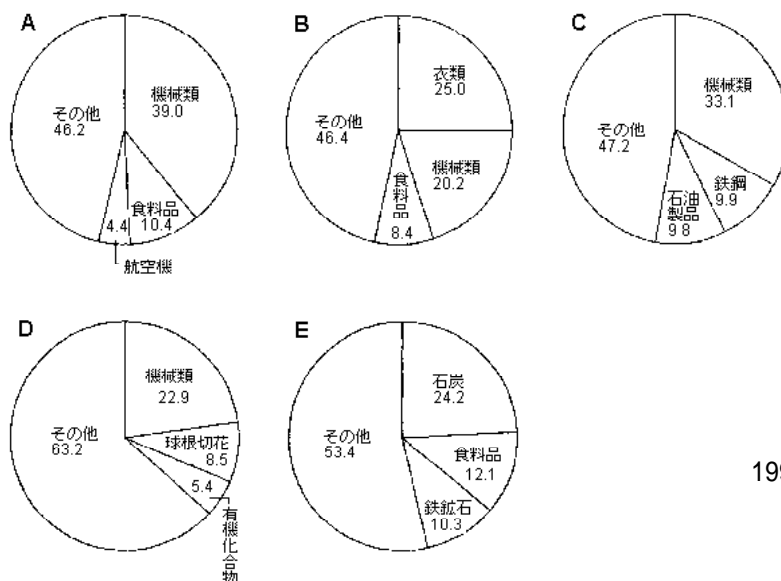 A
機械類
39.0
その他
46.2
食料品
10.4
4.4
航空機
B
衣類
25.0
機械類
20.2
その他
46.4
食料品
8.4
C
機械類
33.1
その他
47.2
鉄鋼
9.9
石油
製品
9 8
D
機械類
22.9
その他
63.2
球根切花
8.5
5.4
有機化合物
E
石炭
24.2
その他
53.4
食料品
12.1
鉄鉱石
10.3
199